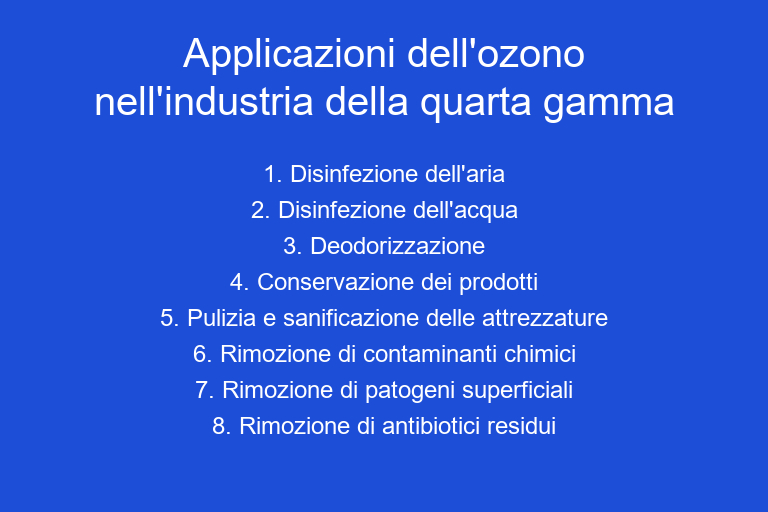 Applicazioni dell'ozono
nell'industria della quarta gamma
1. Disinfezione dell'aria
2. Disinfezione dell'acqua
3. Deodorizzazione
4. Conservazione dei prodotti
5. Pulizia e sanificazione delle attrezzature
6. Rimozione di contaminanti chimici
7. Rimozione di patogeni superficiali
8. Rimozione di antibiotici residui